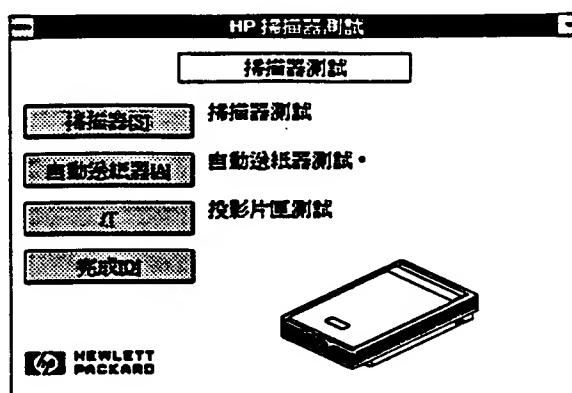 HP 掃描器測試
掃描器測試
掃描器[S] 掃描器測試
自動送紙器[A] 自動送紙器測試。
投影片匣測試
完成[D]
HEWLETT
PACKARD